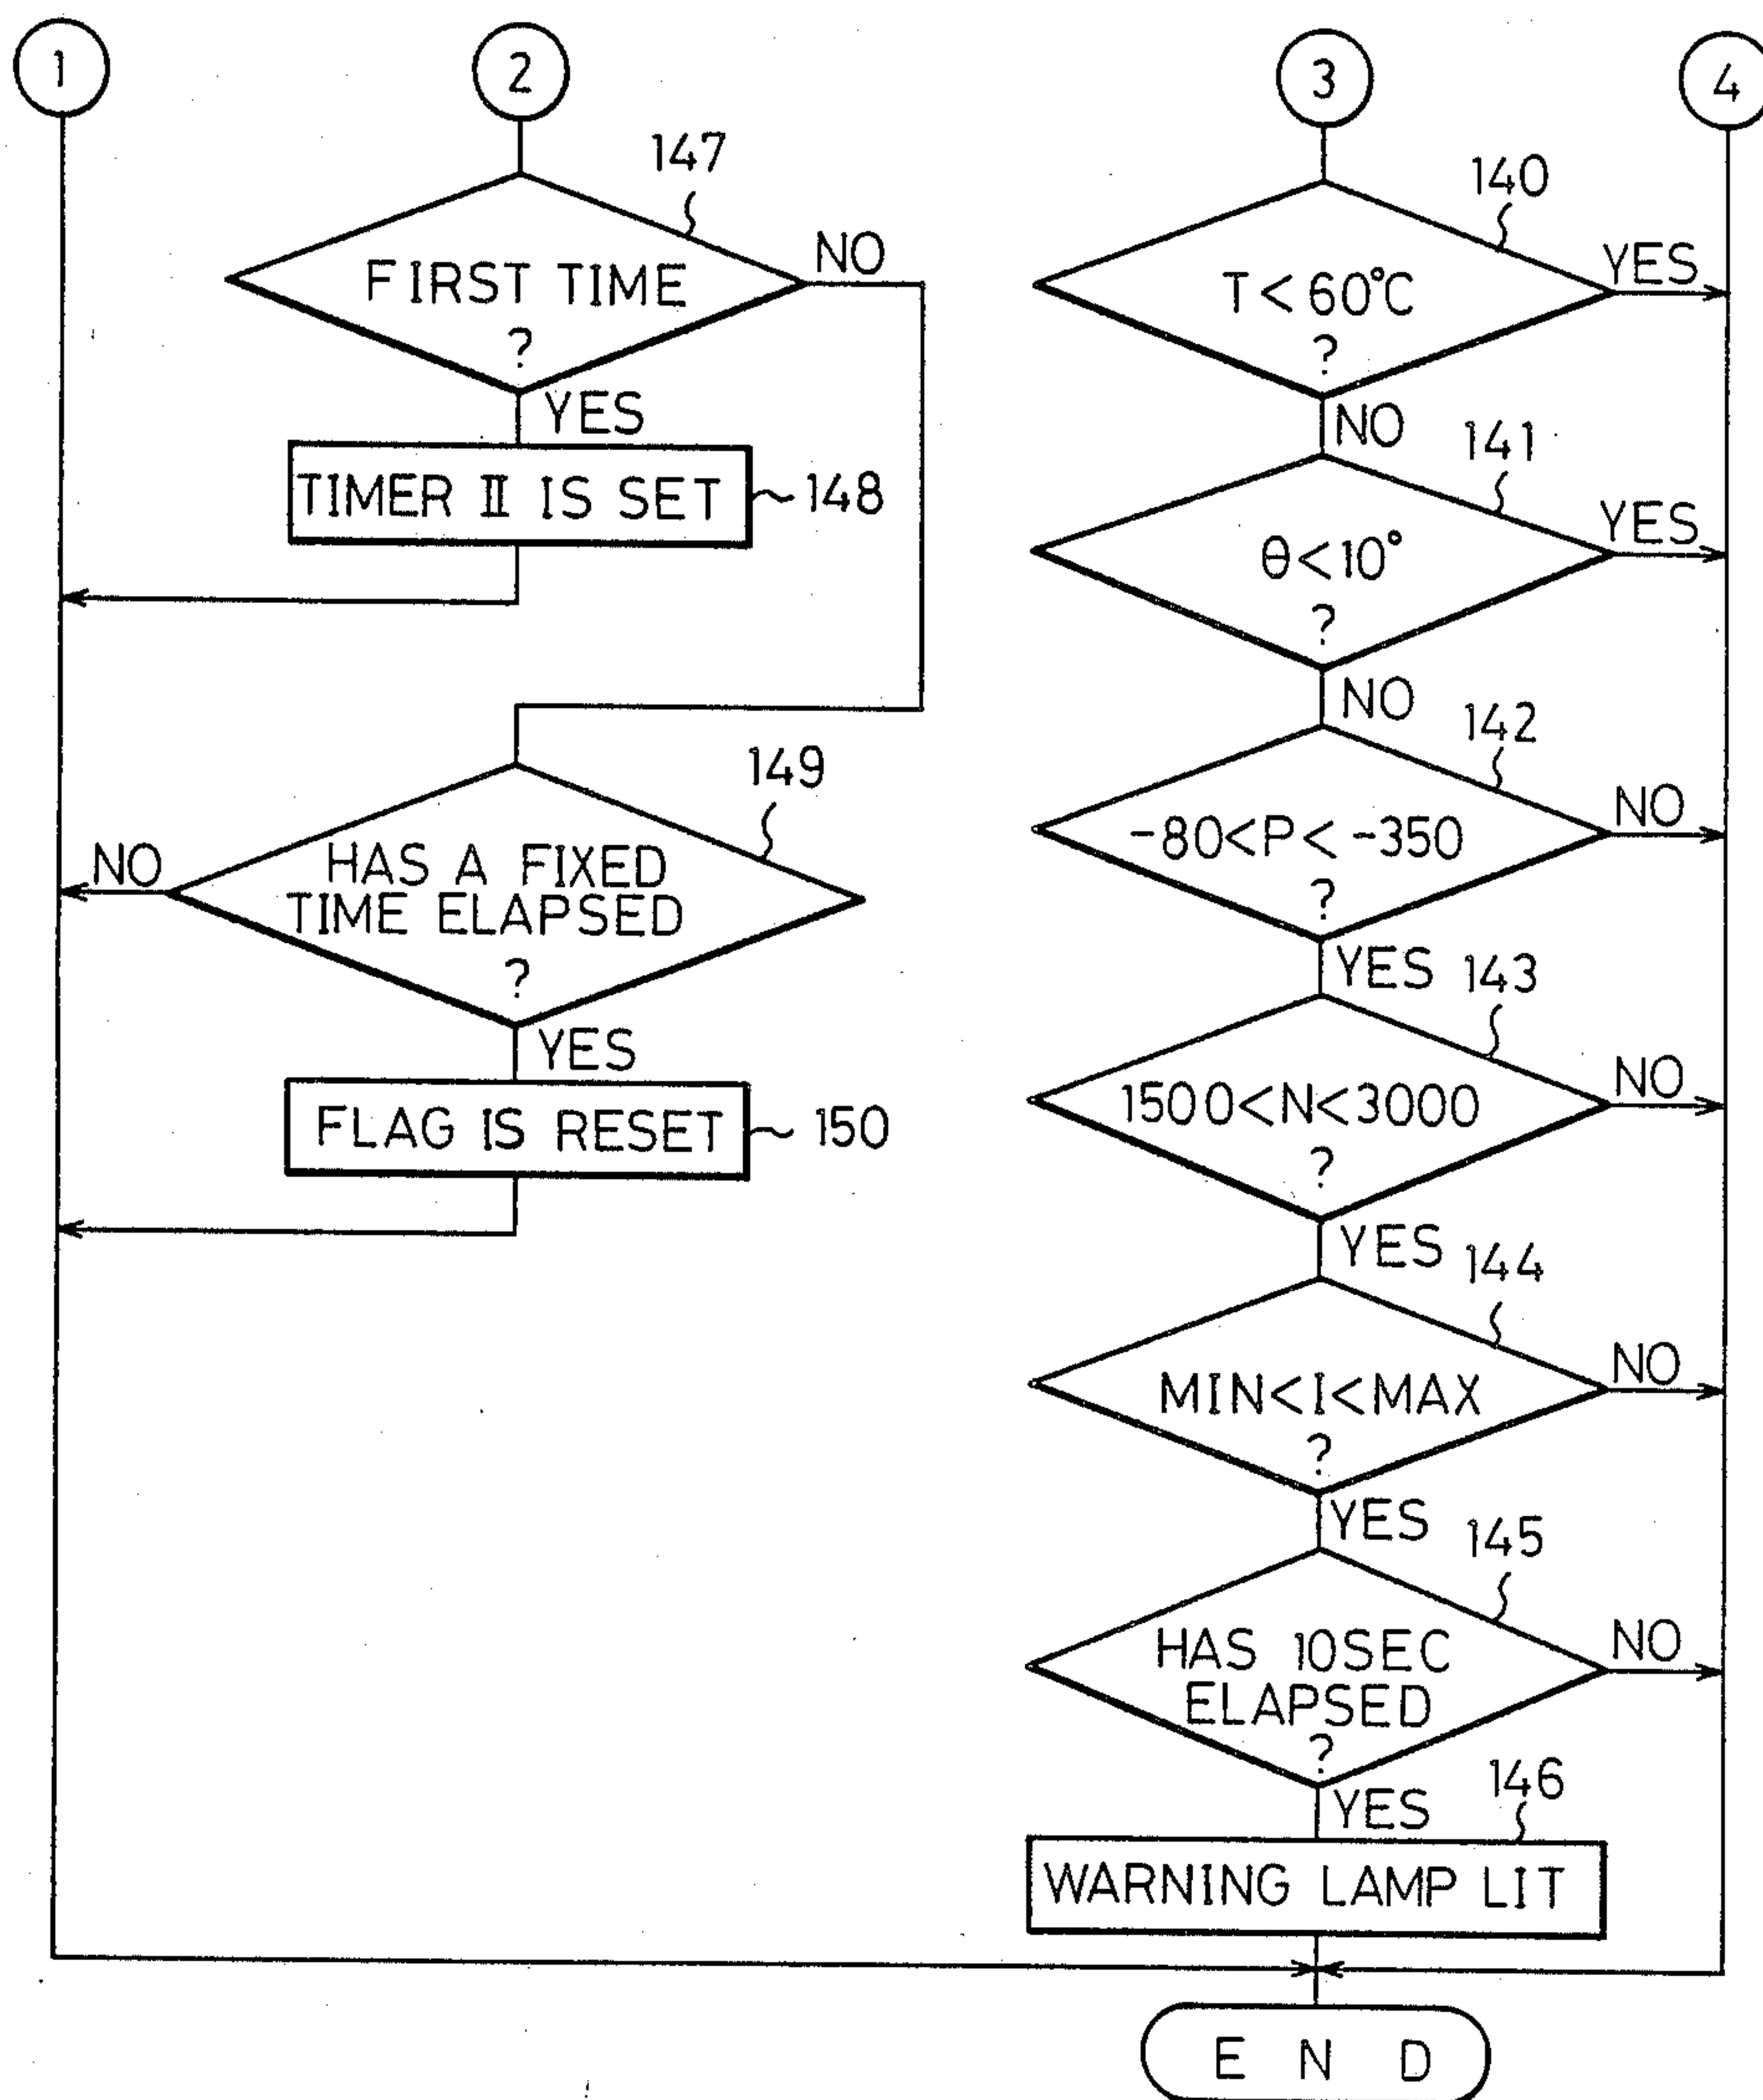 1
2
3
4
147
FIRST TIME
?
NO
YES
TIMER II IS SET
148
149
HAS A FIXED
TIME ELAPSED
?
NO
YES
FLAG IS RESET
150
140
T<60°C
?
YES
NO
141
θ<10°
?
YES
NO
142
-80<P<-350
?
NO
YES
143
1500<N<3000
?
NO
YES
144
MIN<I<MAX
?
NO
YES
145
HAS 10SEC
ELAPSED
?
NO
YES
146
WARNING LAMP LIT
END